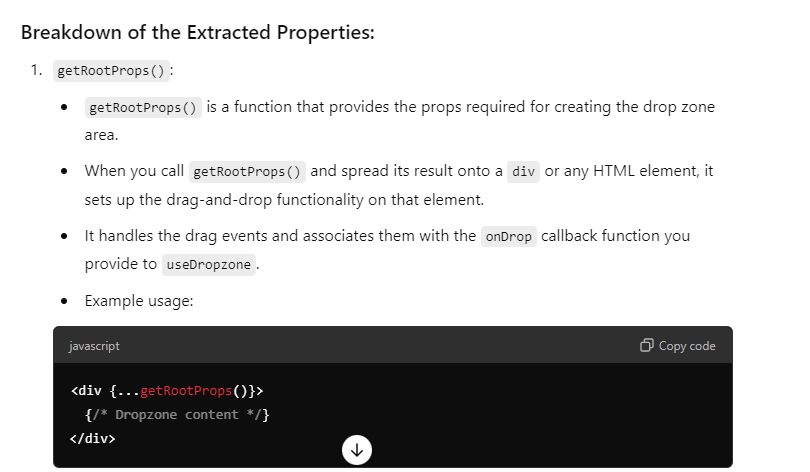 Breakdown of the Extracted Properties:
1. getRootProps():
• getRootProps() is a function that provides the props required for creating the drop zone
area.
• When you call getRootProps() and spread its result onto a div or any HTML element, it
sets up the drag-and-drop functionality on that element.
• It handles the drag events and associates them with the onDrop callback function you
provide to useDropzone.
• Example usage:
javascript Copy code
<div {...getRootProps()}>
{/* Dropzone content */}
</div>